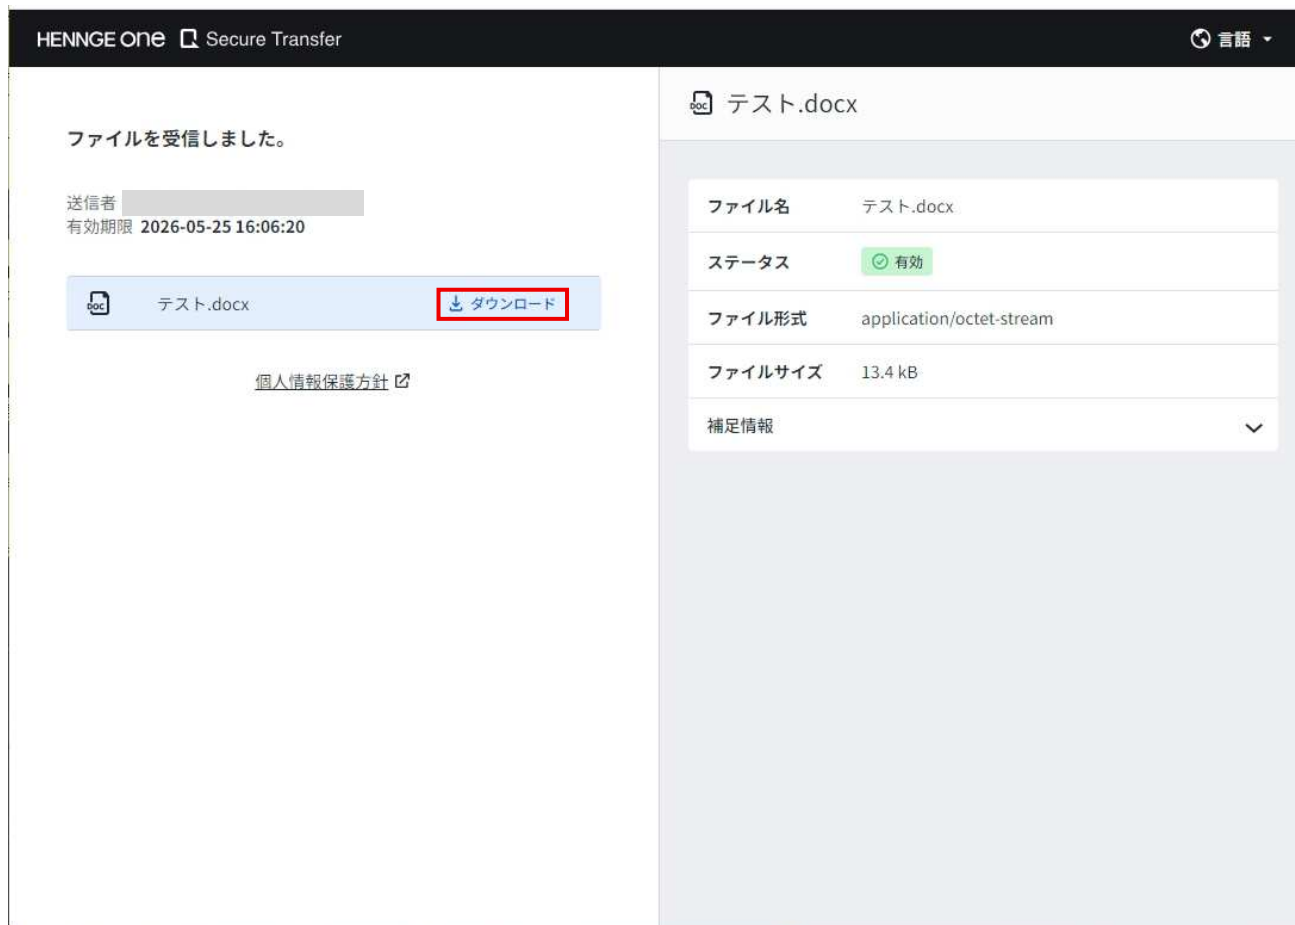 HENNGE One Secure Transfer
言語
ファイルを受信しました。
送信者
有効期限 2026-05-25 16:06:20
DOC テスト.docx ダウンロード
個人情報保護方針
DOC テスト.docx
ファイル名 テスト.docx
ステータス 有効
ファイル形式 application/octet-stream
ファイルサイズ 13.4 kB
補足情報